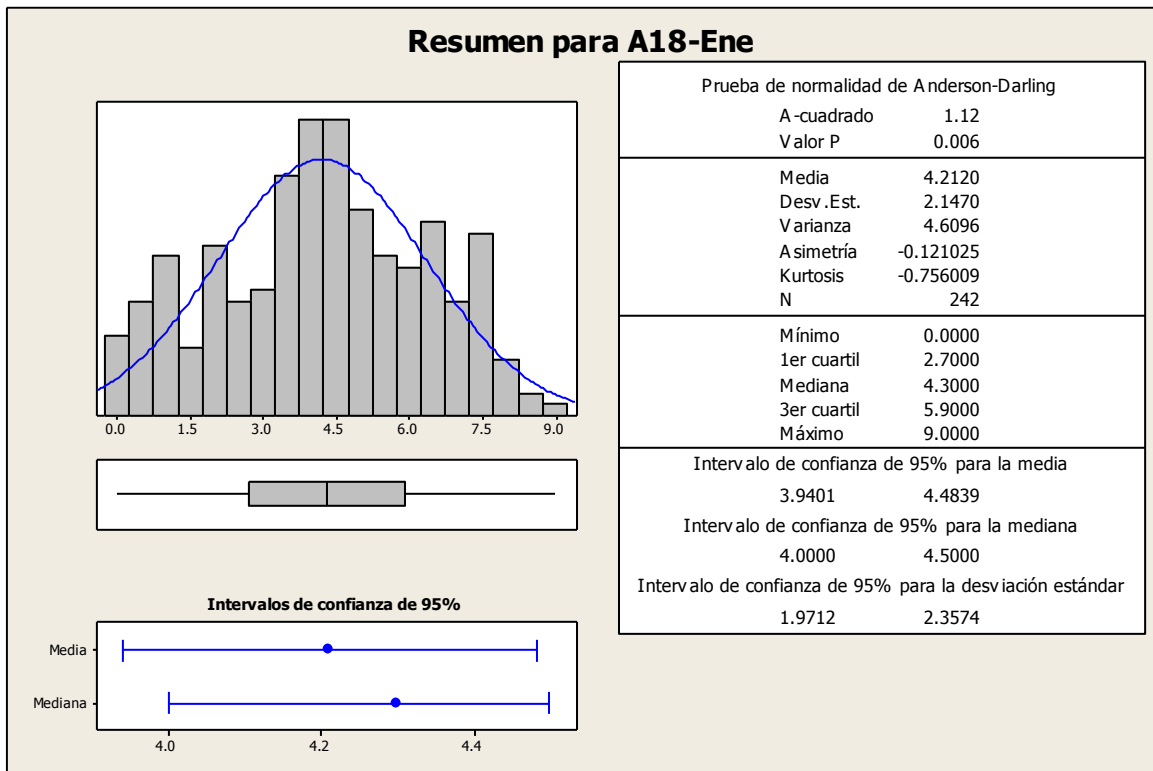 Resumen para A18-Ene
0.0 1.5 3.0 4.5 6.0 7.5 9.0
Intervalos de confianza de 95%
Media
Mediana
4.0 4.2 4.4
Prueba de normalidad de Anderson-Darling
A-cuadrado 1.12
Valor P 0.006
Media 4.2120
Desv.Est. 2.1470
Varianza 4.6096
Asimetría -0.121025
Kurtosis -0.756009
N 242
Mínimo 0.0000
1er cuartil 2.7000
Mediana 4.3000
3er cuartil 5.9000
Máximo 9.0000
Intervalo de confianza de 95% para la media
3.9401 4.4839
Intervalo de confianza de 95% para la mediana
4.0000 4.5000
Intervalo de confianza de 95% para la desviación estándar
1.9712 2.3574